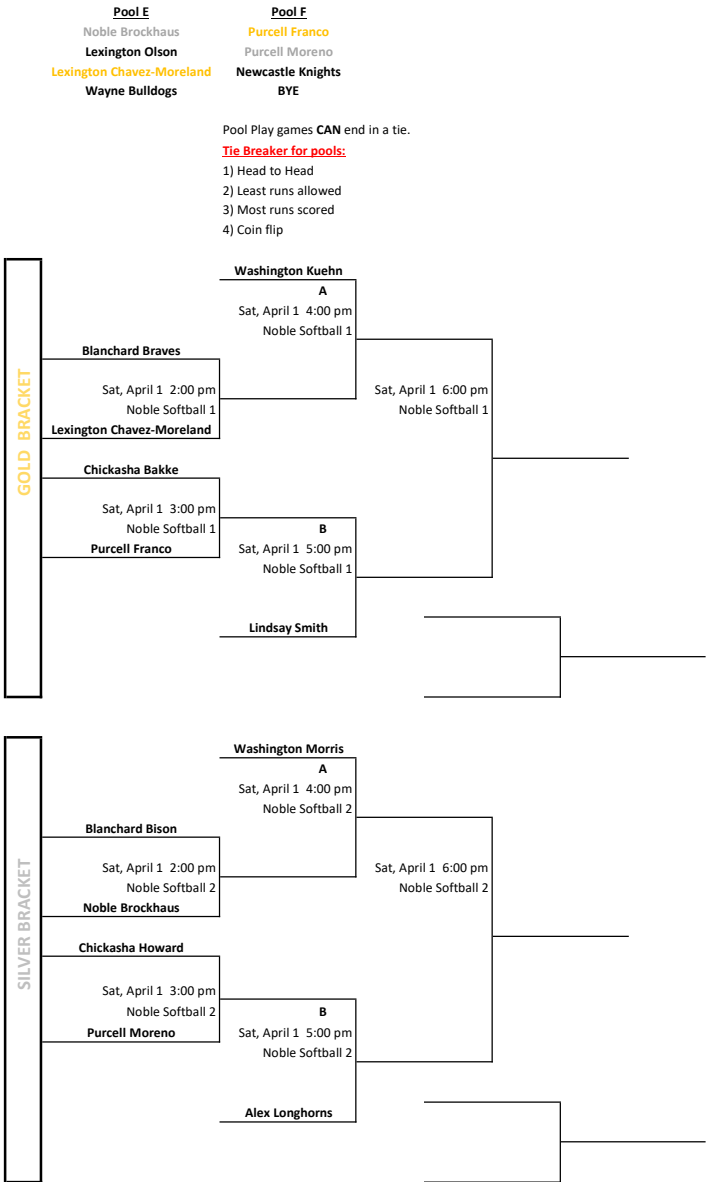 Pool E Pool F
Noble Brockhaus Purcell Franco
Lexington Olson Purcell Moreno
Lexington Chavez-Moreland Newcastle Knights
Wayne Bulldogs BYE
Pool Play games CAN end in a tie.
Tie Breaker for pools:
1) Head to Head
2) Least runs allowed
3) Most runs scored
4) Coin flip
GOLD BRACKET
Washington Kuehn
A
Sat, April 1 4:00 pm
Noble Softball 1
Blanchard Braves
Sat, April 1 2:00 pm Sat, April 1 6:00 pm
Noble Softball 1 Noble Softball 1
Lexington Chavez-Moreland
Chickasha Bakke
Sat, April 1 3:00 pm
Noble Softball 1 B
Purcell Franco Sat, April 1 5:00 pm
Noble Softball 1
Lindsay Smith
SILVER BRACKET
Washington Morris
A
Sat, April 1 4:00 pm
Noble Softball 2
Blanchard Bison
Sat, April 1 2:00 pm Sat, April 1 6:00 pm
Noble Softball 2 Noble Softball 2
Noble Brockhaus
Chickasha Howard
Sat, April 1 3:00 pm
Noble Softball 2 B
Purcell Moreno Sat, April 1 5:00 pm
Noble Softball 2
Alex Longhorns